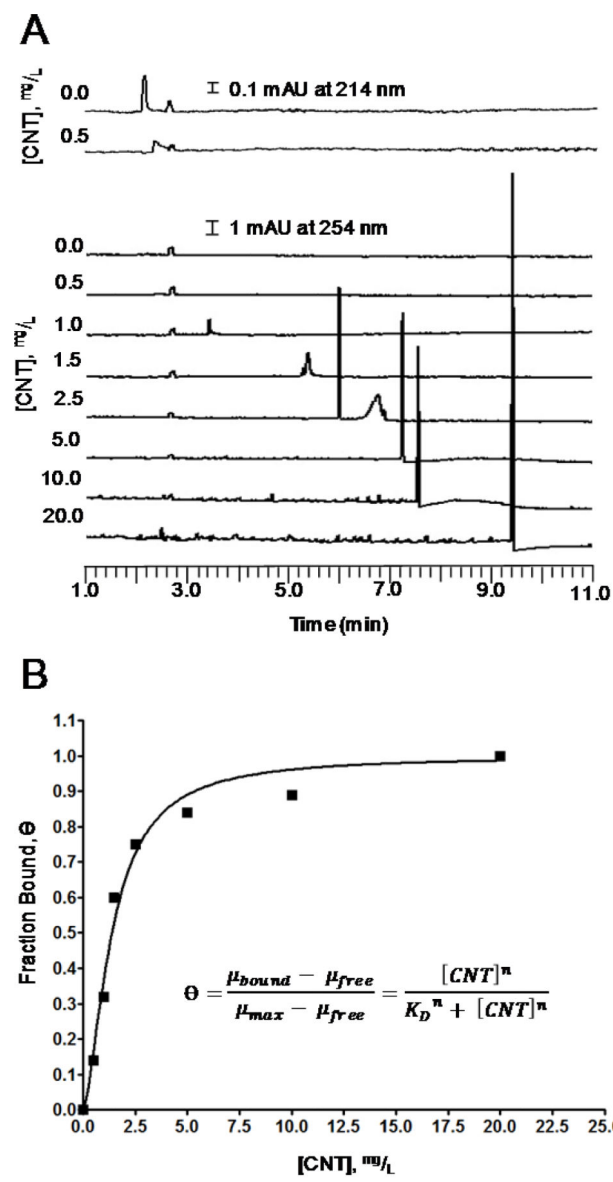 A
[CNT], mg/L
0.0
0.1 mAU at 214 nm
0.5
1 mAU at 254 nm
[CNT], mg/L
0.0
0.5
1.0
1.5
2.5
5.0
10.0
20.0
1.0 3.0 5.0 7.0 9.0 11.0
Time (min)
B
Fraction Bound, Θ
1.1
1.0
0.9
0.8
0.7
0.6
0.5
0.4
0.3
0.2
0.1
0.0
Θ = (μbound − μfree) / (μmax − μfree) = [CNT]^n / (KD^n + [CNT]^n)
0.0 2.5 5.0 7.5 10.0 12.5 15.0 17.5 20.0 22.5 25.0
[CNT], mg/L